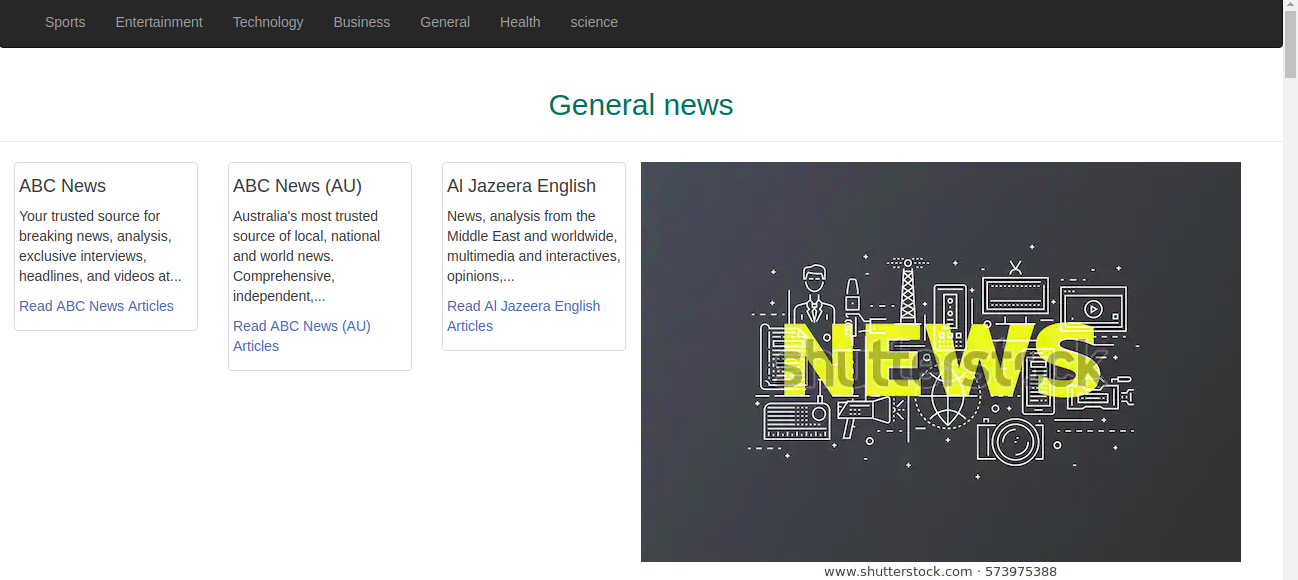 Sports Entertainment Technology Business General Health science
General news
ABC News
Your trusted source for
breaking news, analysis,
exclusive interviews,
headlines, and videos at...
Read ABC News Articles
ABC News (AU)
Australia's most trusted
source of local, national
and world news.
Comprehensive,
independent,...
Read ABC News (AU)
Articles
Al Jazeera English
News, analysis from the
Middle East and worldwide,
multimedia and interactives,
opinions,...
Read Al Jazeera English
Articles
NEWS
shutterstock
www.shutterstock.com · 573975388